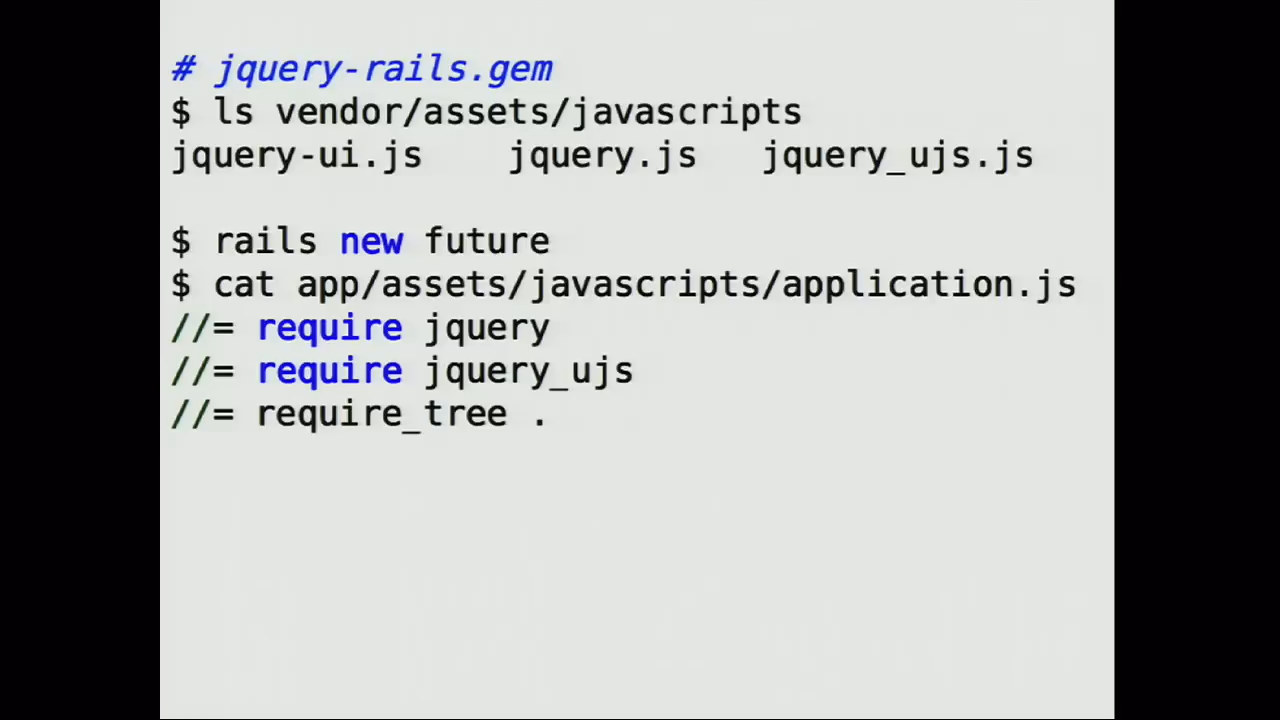 # jquery-rails.gem
$ ls vendor/assets/javascripts
jquery-ui.js    jquery.js   jquery_ujs.js
$ rails new future
$ cat app/assets/javascripts/application.js
//= require jquery
//= require jquery_ujs
//= require_tree .